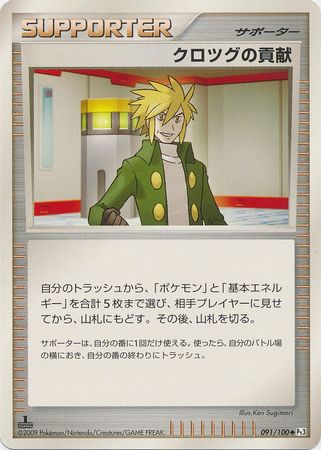 SUPPORTER サポーター
クロツグの貢献
自分のトラッシュから、「ポケモン」と「基本エネル
ギー」を合計5枚まで選び、相手プレイヤーに見せ
てから、山札にもどす。その後、山札を切る。
サポーターは、自分の番に1回だけ使える。使ったら、自分のバトル場
の横におき、自分の番の終わりにトラッシュ。
Illus. Ken Sugimori
1
©2009 Pokémon/Nintendo/Creatures/GAME FREAK.
091/100 ◆ Pt3